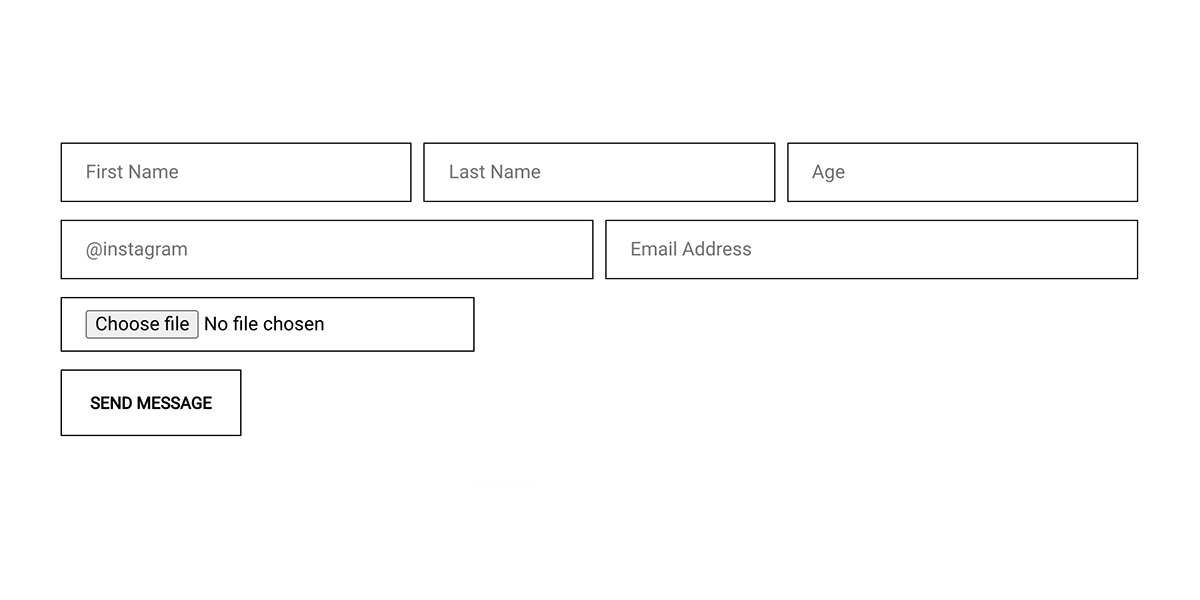 First Name Last Name Age
@instagram Email Address
Choose file No file chosen
SEND MESSAGE